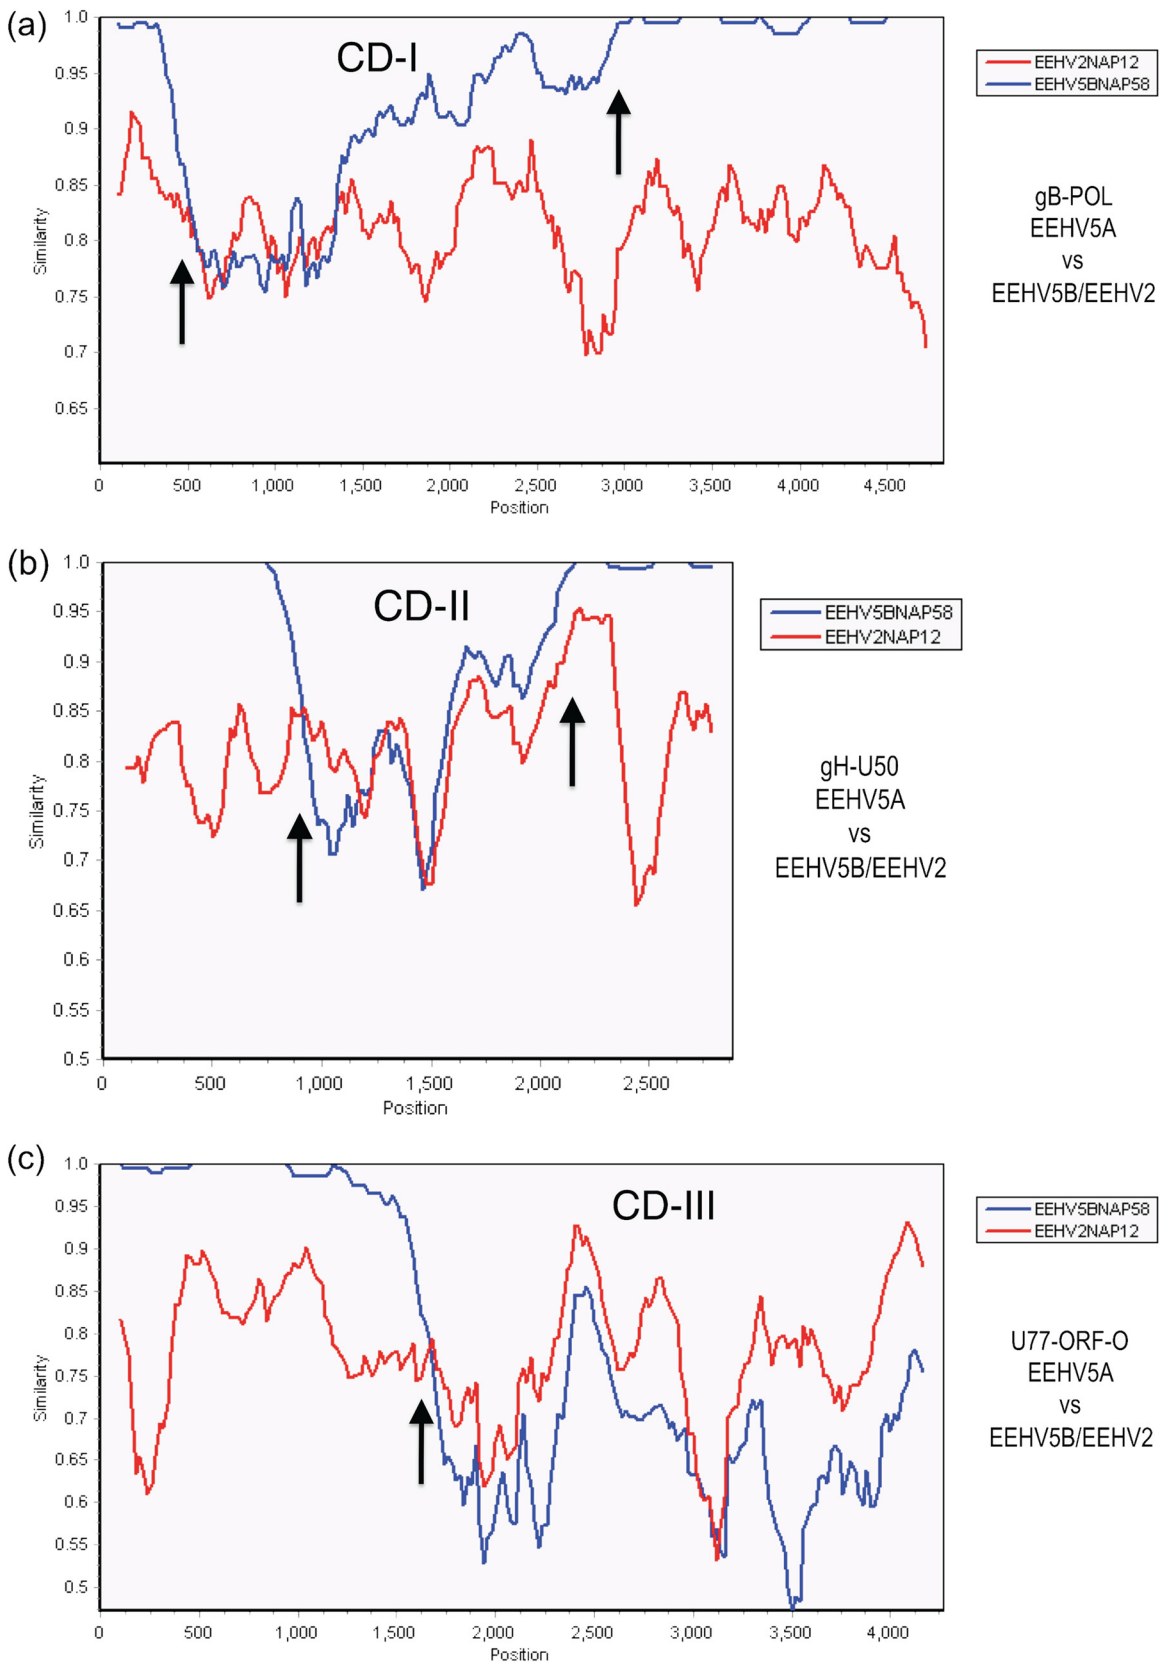 (a)
1.0
0.95
0.9
0.85
0.8
0.75
0.7
0.65
Similarity
CD-I
0 500 1,000 1,500 2,000 2,500 3,000 3,500 4,000 4,500
Position
EEHV2NAP12
EEHV5BNAP58
gB-POL
EEHV5A
vs
EEHV5B/EEHV2
(b)
1.0
0.95
0.9
0.85
0.8
0.75
0.7
0.65
0.6
0.55
0.5
Similarity
CD-II
0 500 1,000 1,500 2,000 2,500
Position
EEHV5BNAP58
EEHV2NAP12
gH-U50
EEHV5A
vs
EEHV5B/EEHV2
(c)
1.0
0.95
0.9
0.85
0.8
0.75
0.7
0.65
0.6
0.55
0.5
Similarity
CD-III
0 500 1,000 1,500 2,000 2,500 3,000 3,500 4,000
Position
EEHV5BNAP58
EEHV2NAP12
U77-ORF-O
EEHV5A
vs
EEHV5B/EEHV2